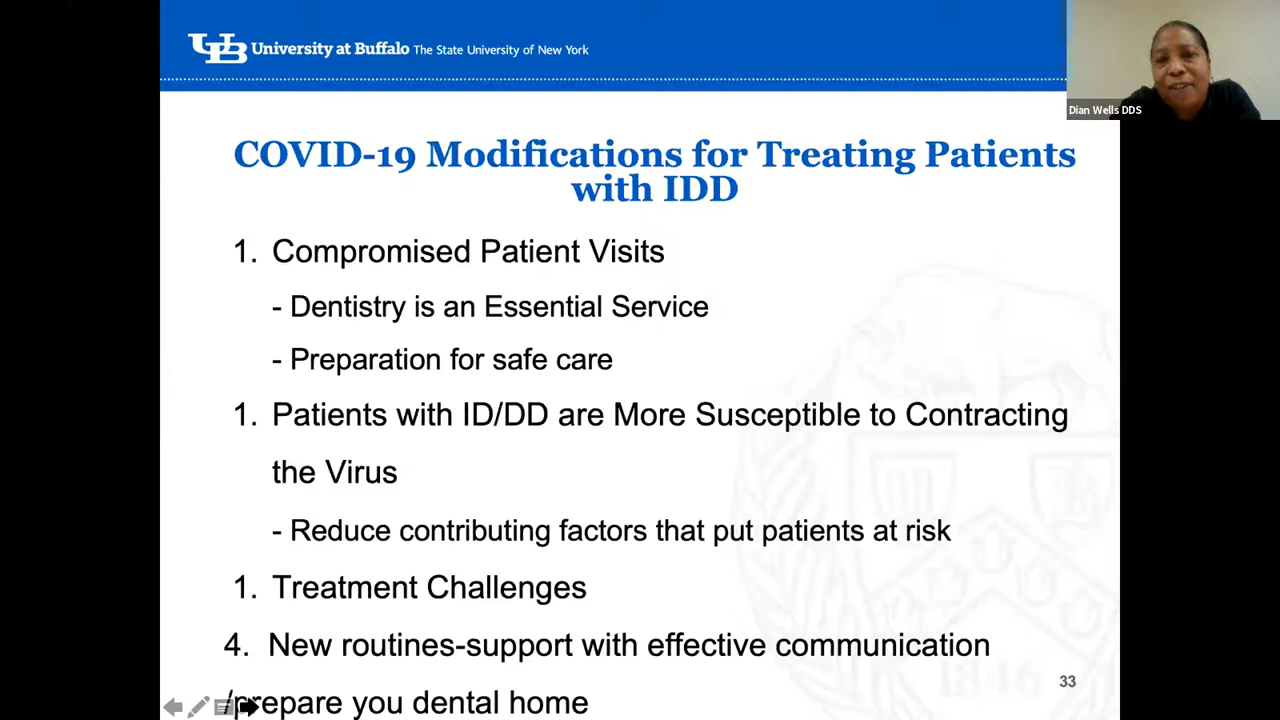 UB University at Buffalo The State University of New York
Dian Wells DDS
COVID-19 Modifications for Treating Patients
with IDD
1. Compromised Patient Visits
- Dentistry is an Essential Service
- Preparation for safe care
1. Patients with ID/DD are More Susceptible to Contracting
the Virus
- Reduce contributing factors that put patients at risk
1. Treatment Challenges
4. New routines-support with effective communication
/prepare you dental home
1846
33